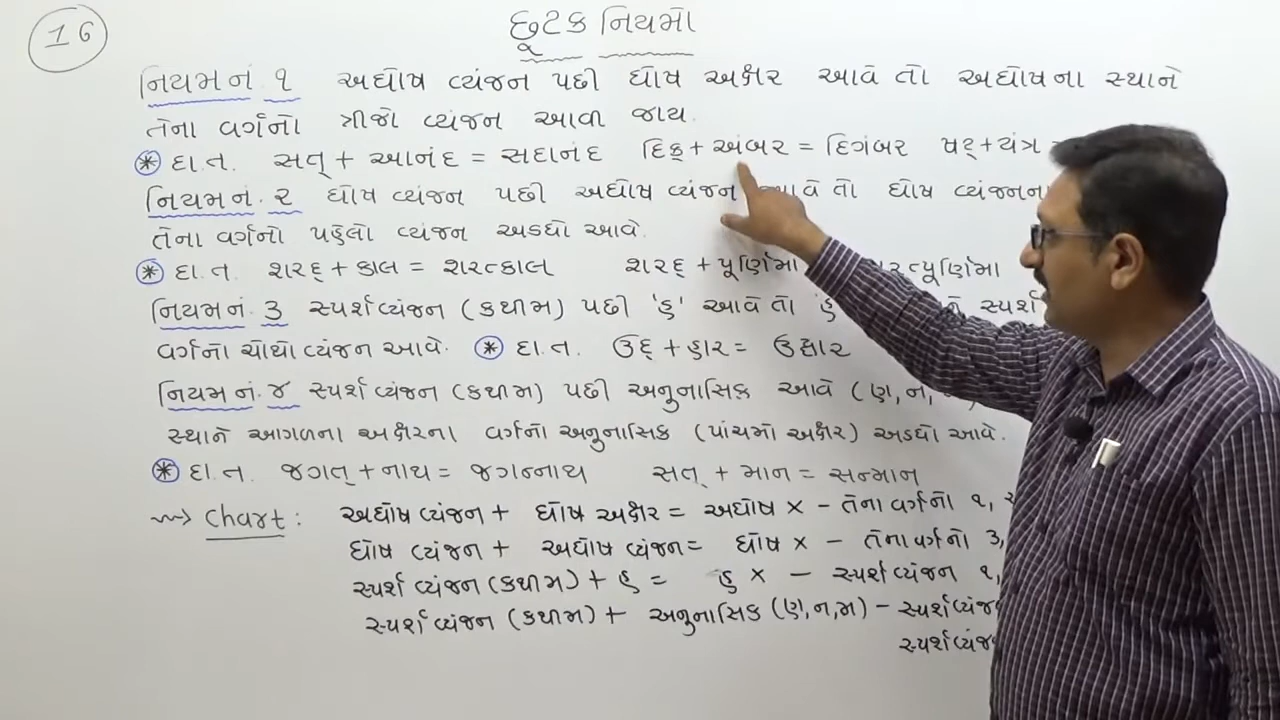 16
છૂટક નિયમો
નિયમ નં. ૧ અઘોષ વ્યંજન પછી ઘોષ અક્ષર આવે તો અઘોષના સ્થાને
તેના વર્ગનો ત્રીજો વ્યંજન આવી જાય.
* દા.ત. સત્ + આનંદ = સદાનંદ દિક્ + અંબર = દિગંબર ષટ્ + યંત્ર
નિયમ નં. ૨ ઘોષ વ્યંજન પછી અઘોષ વ્યંજન આવે તો ઘોષ વ્યંજનના
તેના વર્ગનો પહેલો વ્યંજન અડધો આવે.
* દા.ત. શરદ્ + કાલ = શરત્કાલ શરદ્ + પૂર્ણિમા શરત્પૂર્ણિમા
નિયમ નં. ૩ સ્પર્શ વ્યંજન (કથીમ) પછી 'હ' આવે તો 'હ સ્પર્શ
વર્ગનો ચોથો વ્યંજન આવે. * દા.ત. ઉદ્ + હાર = ઉદ્ધાર
નિયમ નં. ૪ સ્પર્શ વ્યંજન (કથીમ) પછી અનુનાસિક આવે (ણ, ન,
સ્થાને આગળના અક્ષરના વર્ગનો અનુનાસિક (પાંચમો અક્ષર) અડધો આવે.
* દા.ત. જગત્ + નાથ = જગન્નાથ સત્ + માન = સન્માન
Chart : અઘોષ વ્યંજન + ઘોષ અક્ષર = અઘોષ × – તેના વર્ગનો ૧,
ઘોષ વ્યંજન + અઘોષ વ્યંજન = ઘોષ × – તેના વર્ગનો 3,
સ્પર્શ વ્યંજન (કથીમ) + હ = હ × – સ્પર્શ વ્યંજન ૧,
સ્પર્શ વ્યંજન (કથીમ) + અનુનાસિક (ણ, ન, મ) – સ્પર્શવ્યંજ
સ્પર્શવ્યંજ